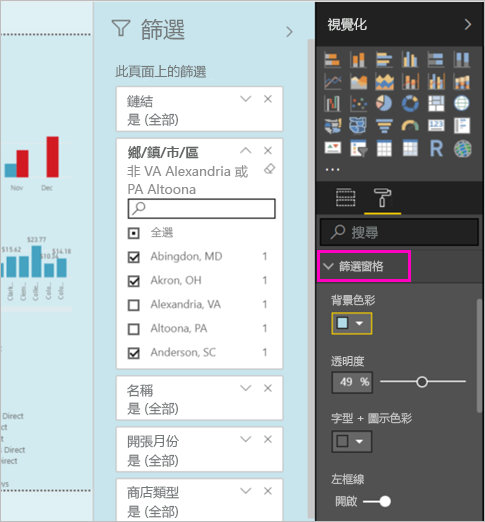 Nov Dec
$15.62 $23.77 $10.34 $14.18
Direct
Direct
irect
Direct
篩選
此頁面上的篩選
鏈結
是 (全部)
鄉/鎮/市/區
非 VA Alexandria 或
PA Altoona
全選
Abingdon, MD 1
Akron, OH 1
Alexandria, VA 1
Altoona, PA 1
Anderson, SC 1
名稱
是 (全部)
開張月份
是 (全部)
商店類型
是 (全部)
視覺化
R
...
搜尋
篩選窗格
背景色彩
透明度
49 %
字型 + 圖示色彩
左框線
開啟